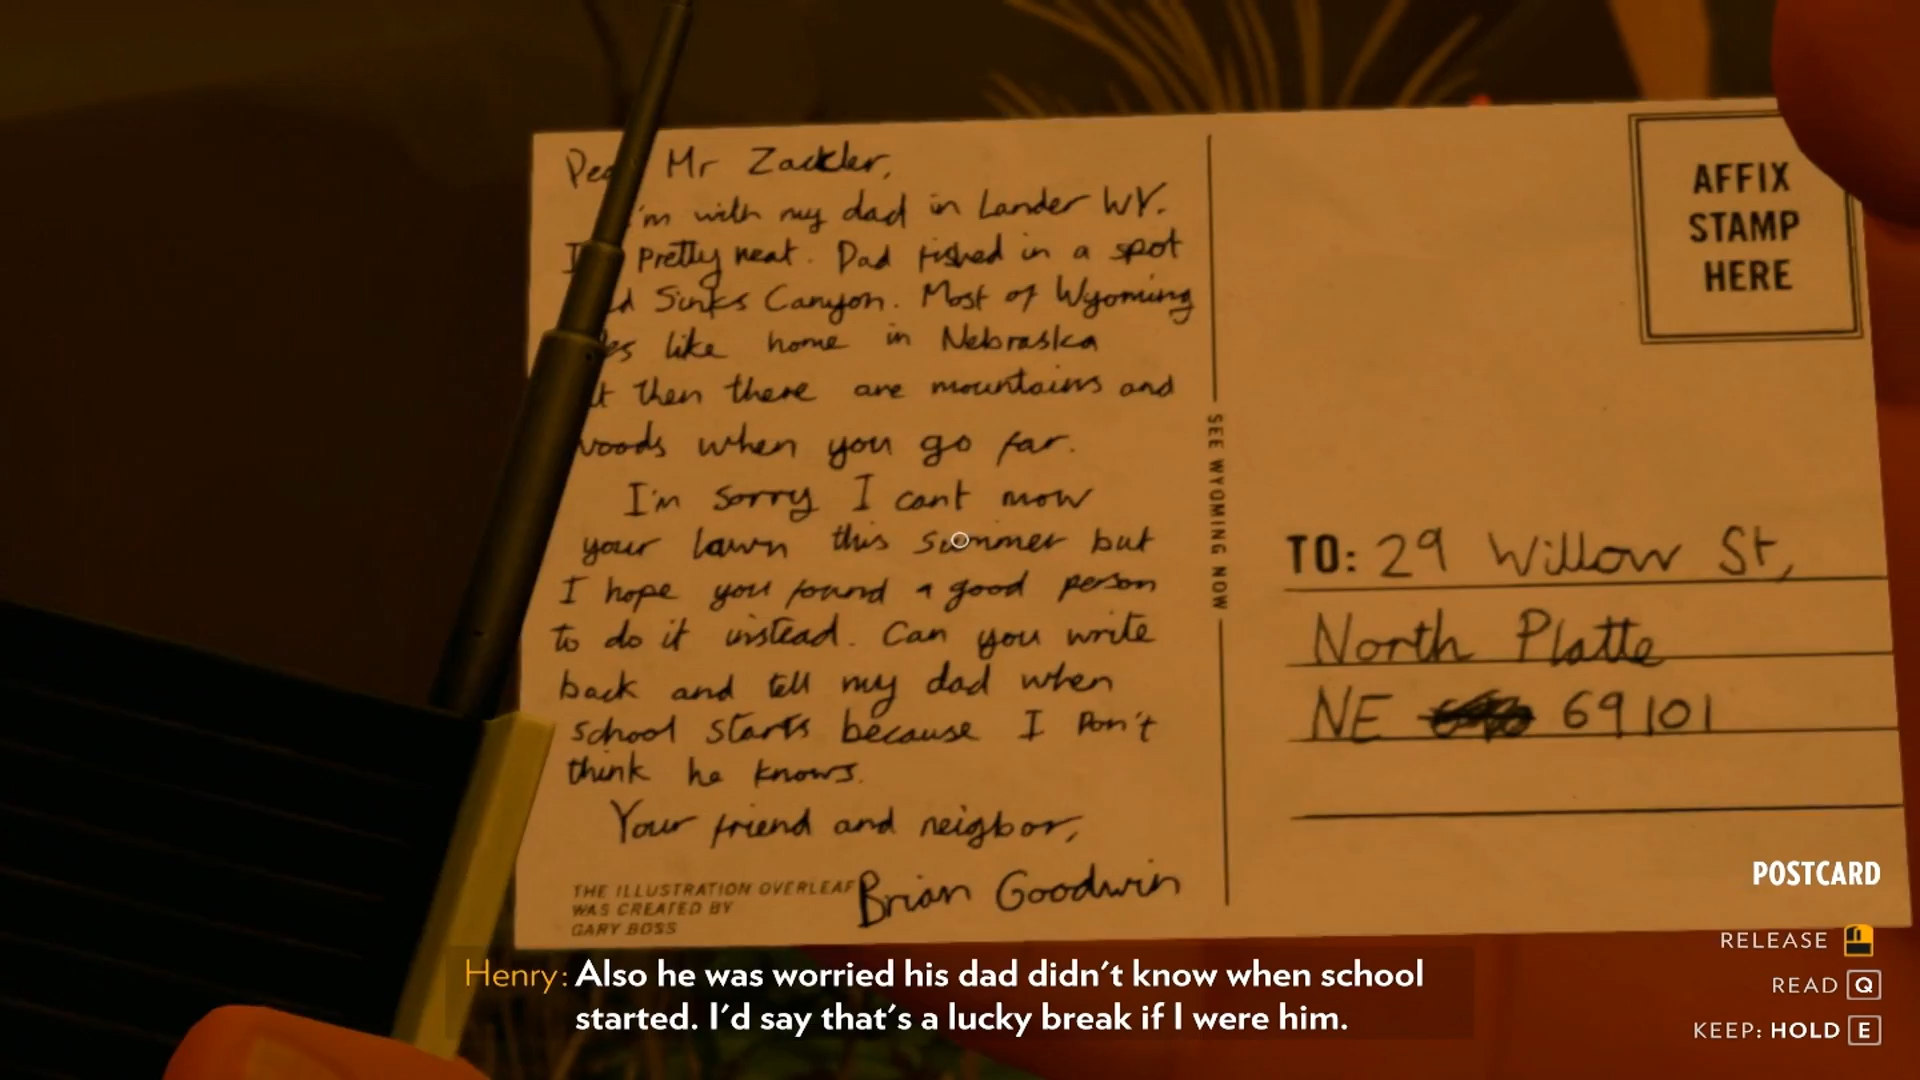 Mr Zackler,
I'm with my dad in Lander WY.
Pretty neat. Dad fished in a spot
Sinks Canyon. Most of Wyoming
like home in Nebraska
then there are mountains and
woods when you go far.
I'm sorry I cant mow
your lawn this summer but
I hope you found a good person
to do it instead. Can you write
back and tell my dad when
school starts because I Don't
think he knows.
Your friend and neigbor,
Brian Goodwin
THE ILLUSTRATION OVERLEAF
WAS CREATED BY
GARY BOSS
SEE WYOMING NOW
AFFIX
STAMP
HERE
TO: 29 Willow St,
North Platte
NE 69101
POSTCARD
RELEASE
READ Q
KEEP: HOLD E
Henry: Also he was worried his dad didn't know when school
started. I'd say that's a lucky break if I were him.